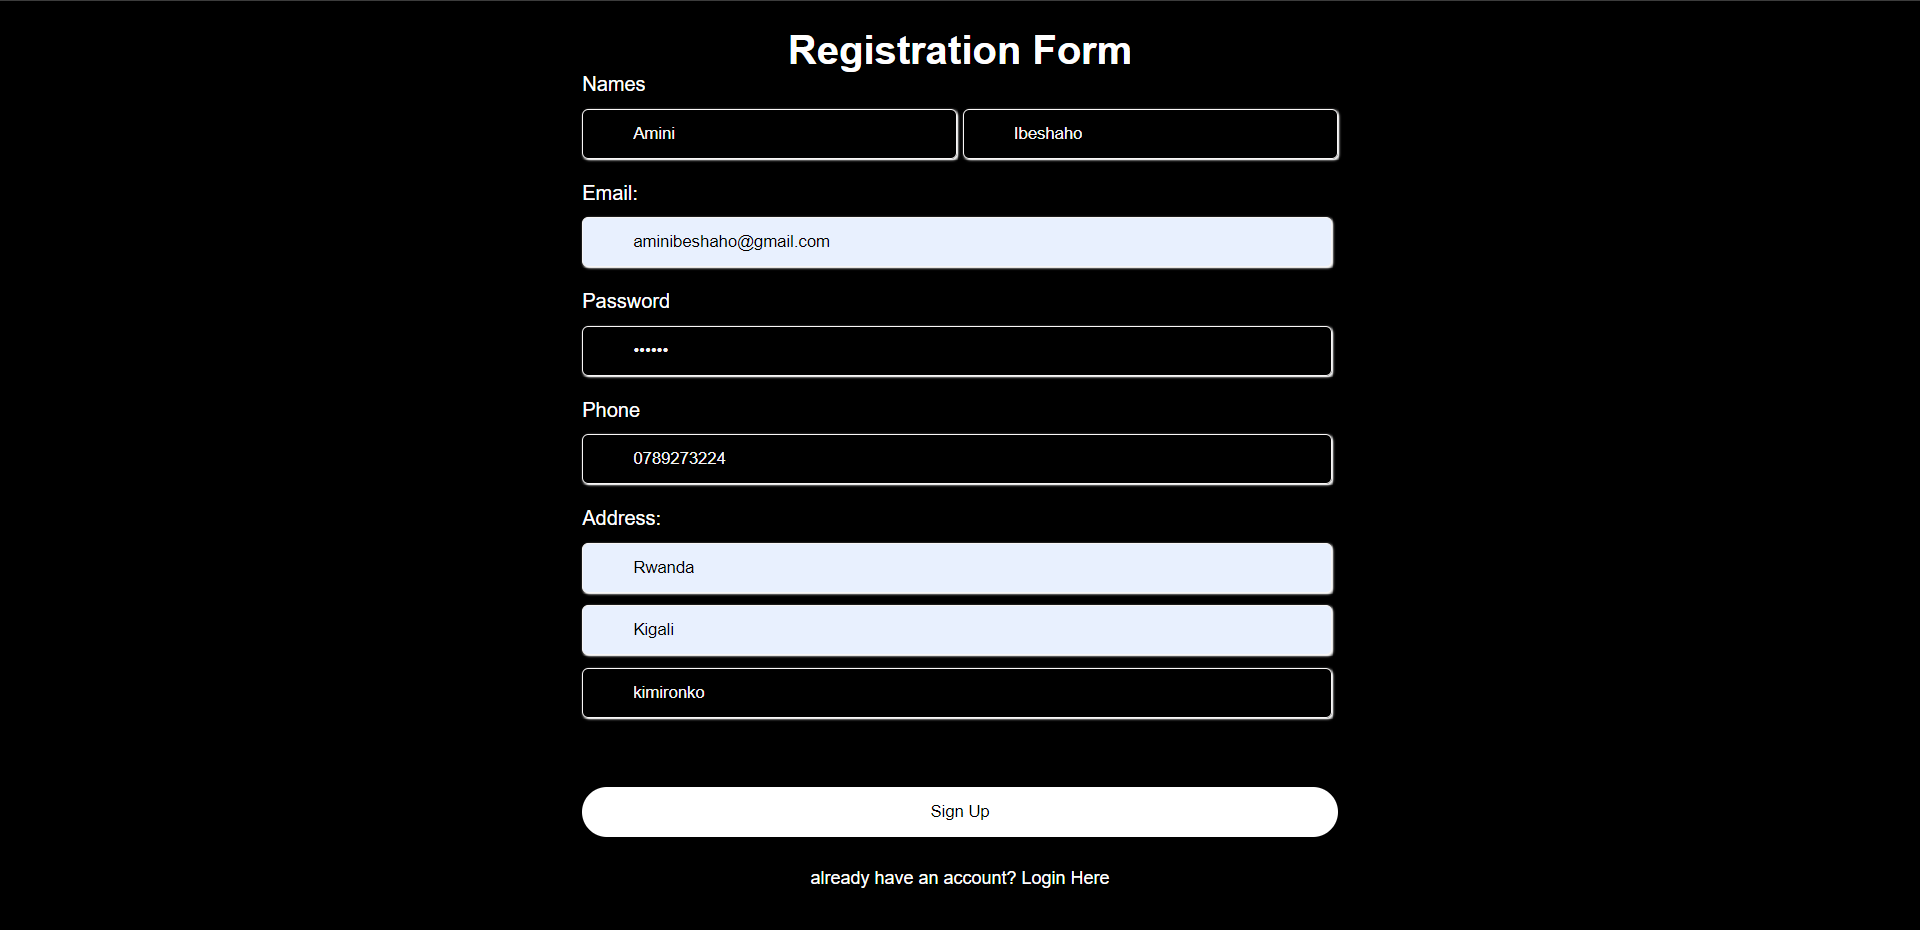 Registration Form
Names
Amini Ibeshaho
Email:
aminibeshaho@gmail.com
Password
••••••
Phone
0789273224
Address:
Rwanda
Kigali
kimironko
Sign Up
already have an account? Login Here